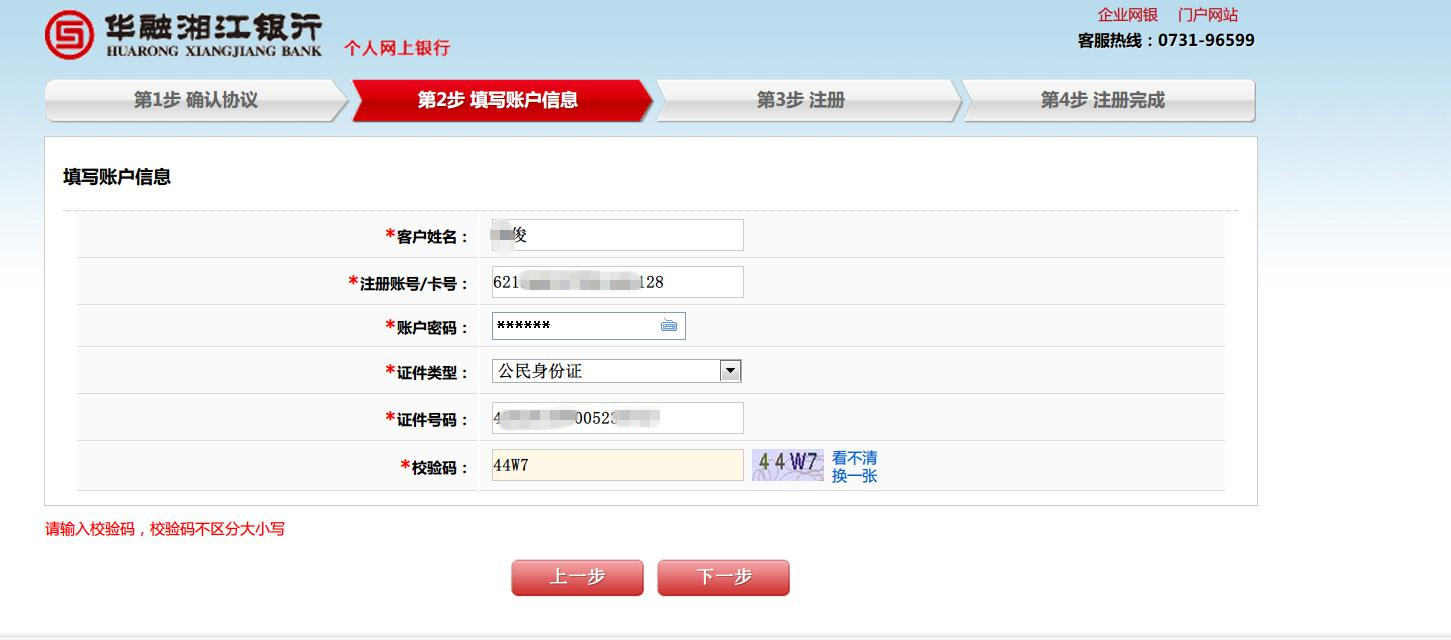 华融湘江银行
HUARONG XIANGJIANG BANK
个人网上银行
企业网银 门户网站
客服热线：0731-96599
第1步 确认协议
第2步 填写账户信息
第3步 注册
第4步 注册完成
填写账户信息
*客户姓名： 俊
*注册账号/卡号： 621 128
*账户密码： ******
*证件类型： 公民身份证
*证件号码： 4 00523
*校验码： 44W7 44W7 看不清
换一张
请输入校验码，校验码不区分大小写
上一步 下一步